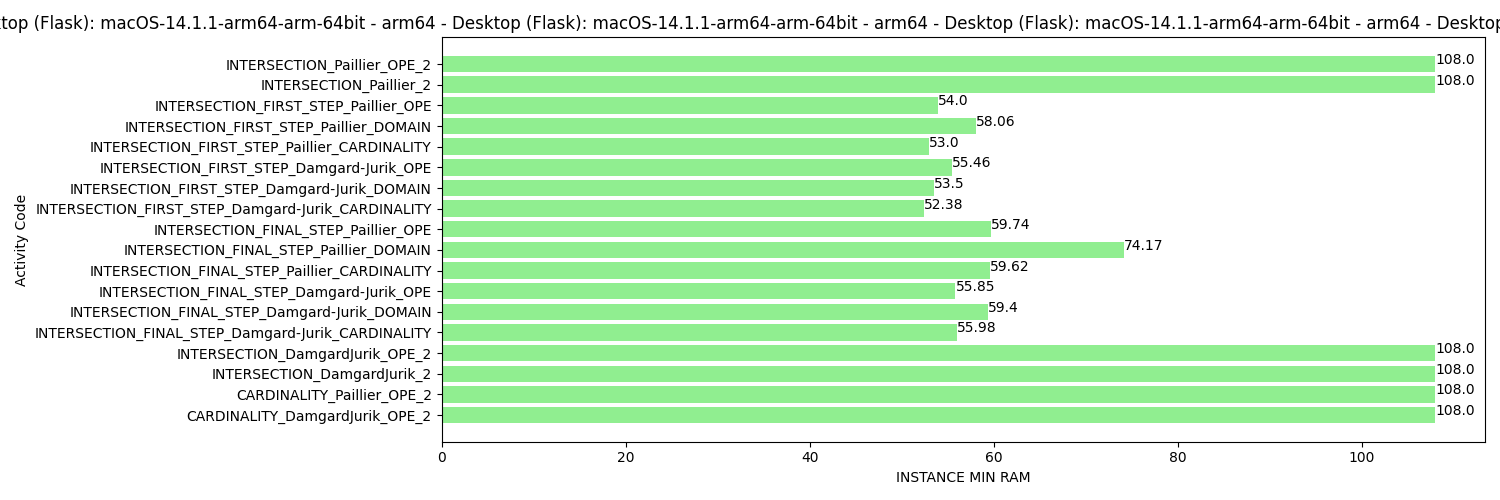 (Flask): macOS-14.1.1-arm64-arm-64bit - arm64 - Desktop (Flask): macOS-14.1.1-arm64-arm-64bit - arm64 - Desktop (Flask): macOS-14.1.1-arm64-arm-64bit - arm64 -
INTERSECTION_Paillier_OPE_2 108.0
INTERSECTION_Paillier_2 108.0
INTERSECTION_FIRST_STEP_Paillier_OPE 54.0
INTERSECTION_FIRST_STEP_Paillier_DOMAIN 58.06
INTERSECTION_FIRST_STEP_Paillier_CARDINALITY 53.0
INTERSECTION_FIRST_STEP_Damgard-Jurik_OPE 55.46
INTERSECTION_FIRST_STEP_Damgard-Jurik_DOMAIN 53.5
INTERSECTION_FIRST_STEP_Damgard-Jurik_CARDINALITY 52.38
INTERSECTION_FINAL_STEP_Paillier_OPE 59.74
INTERSECTION_FINAL_STEP_Paillier_DOMAIN 74.17
INTERSECTION_FINAL_STEP_Paillier_CARDINALITY 59.62
INTERSECTION_FINAL_STEP_Damgard-Jurik_OPE 55.85
INTERSECTION_FINAL_STEP_Damgard-Jurik_DOMAIN 59.4
INTERSECTION_FINAL_STEP_Damgard-Jurik_CARDINALITY 55.98
INTERSECTION_DamgardJurik_OPE_2 108.0
INTERSECTION_DamgardJurik_2 108.0
CARDINALITY_Paillier_OPE_2 108.0
CARDINALITY_DamgardJurik_OPE_2 108.0
Activity Code
0 20 40 60 80 100
INSTANCE MIN RAM